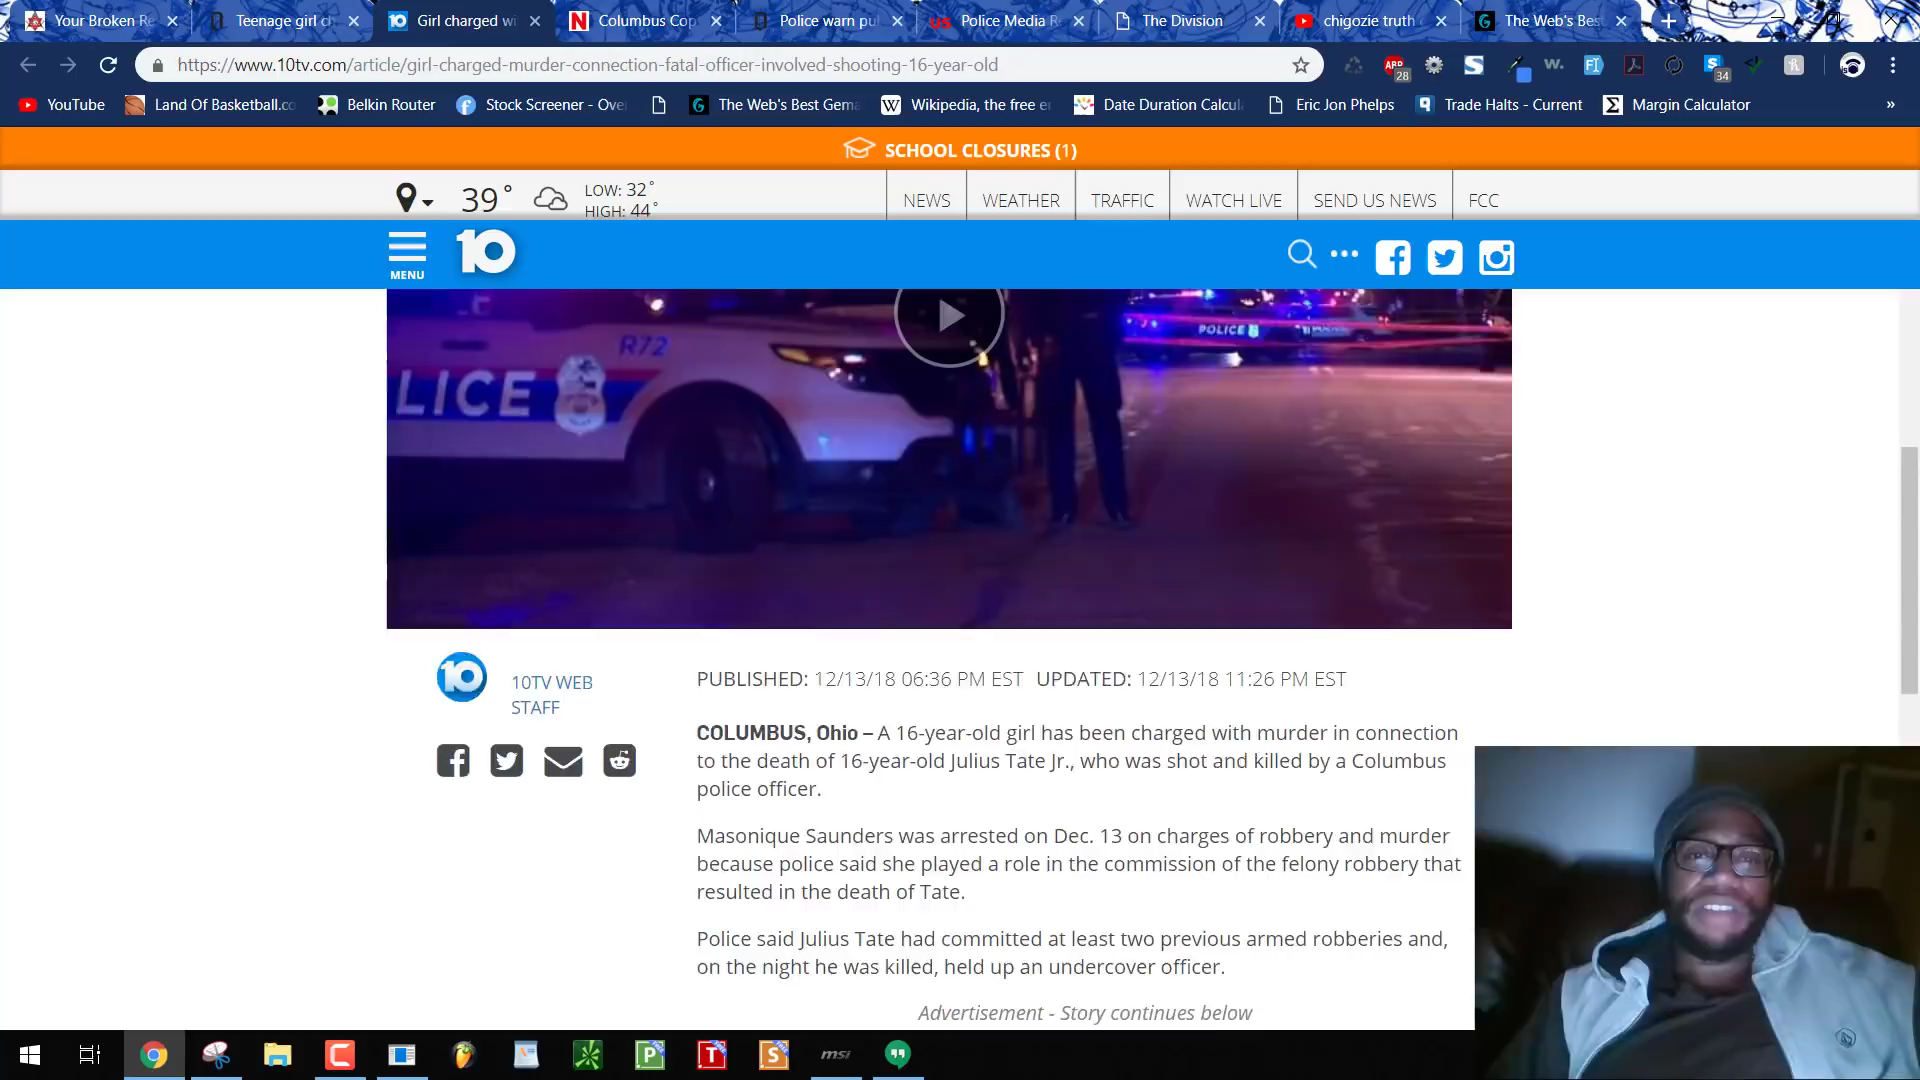 Your Broken Re
Teenage girl c
Girl charged wi
Columbus Cop
Police warn pu
Police Media R
The Division
chigozie truth
The Web's Bes
https://www.10tv.com/article/girl-charged-murder-connection-fatal-officer-involved-shooting-16-year-old
ABP
28
34
YouTube
Land Of Basketball.co
Belkin Router
Stock Screener - Over
The Web's Best Gema
Wikipedia, the free e
Date Duration Calcul
Eric Jon Phelps
Trade Halts - Current
Margin Calculator
»
SCHOOL CLOSURES (1)
39°
LOW: 32°
HIGH: 44°
NEWS
WEATHER
TRAFFIC
WATCH LIVE
SEND US NEWS
FCC
MENU
10
R72
LICE
POLICE
10
10TV WEB
STAFF
PUBLISHED: 12/13/18 06:36 PM EST UPDATED: 12/13/18 11:26 PM EST
COLUMBUS, Ohio – A 16-year-old girl has been charged with murder in connection
to the death of 16-year-old Julius Tate Jr., who was shot and killed by a Columbus
police officer.
Masonique Saunders was arrested on Dec. 13 on charges of robbery and murder
because police said she played a role in the commission of the felony robbery that
resulted in the death of Tate.
Police said Julius Tate had committed at least two previous armed robberies and,
on the night he was killed, held up an undercover officer.
Advertisement - Story continues below
P
T
S
msi